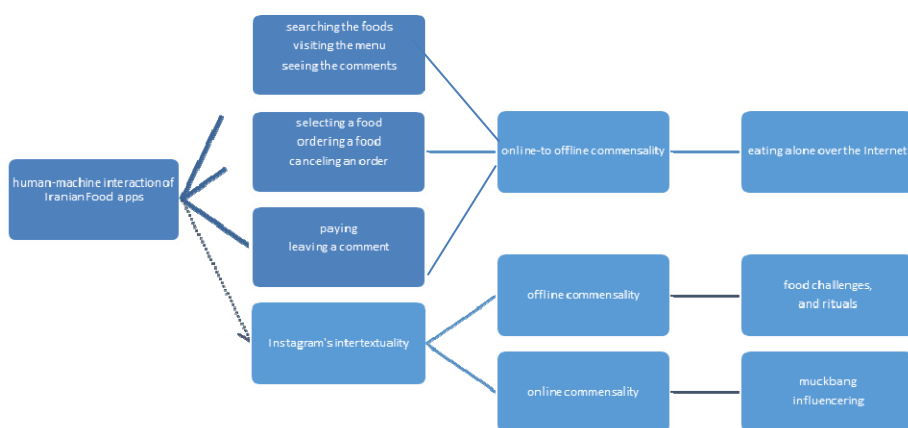 human-machine interaction of
Iranian Food apps
searching the foods
visiting the menu
seeing the comments
selecting a food
ordering a food
canceling an order
paying
leaving a comment
Instagram's intertextuality
online-to offline commensality
offline commensality
online commensality
eating alone over the Internet
food challenges,
and rituals
muckbang
influencering